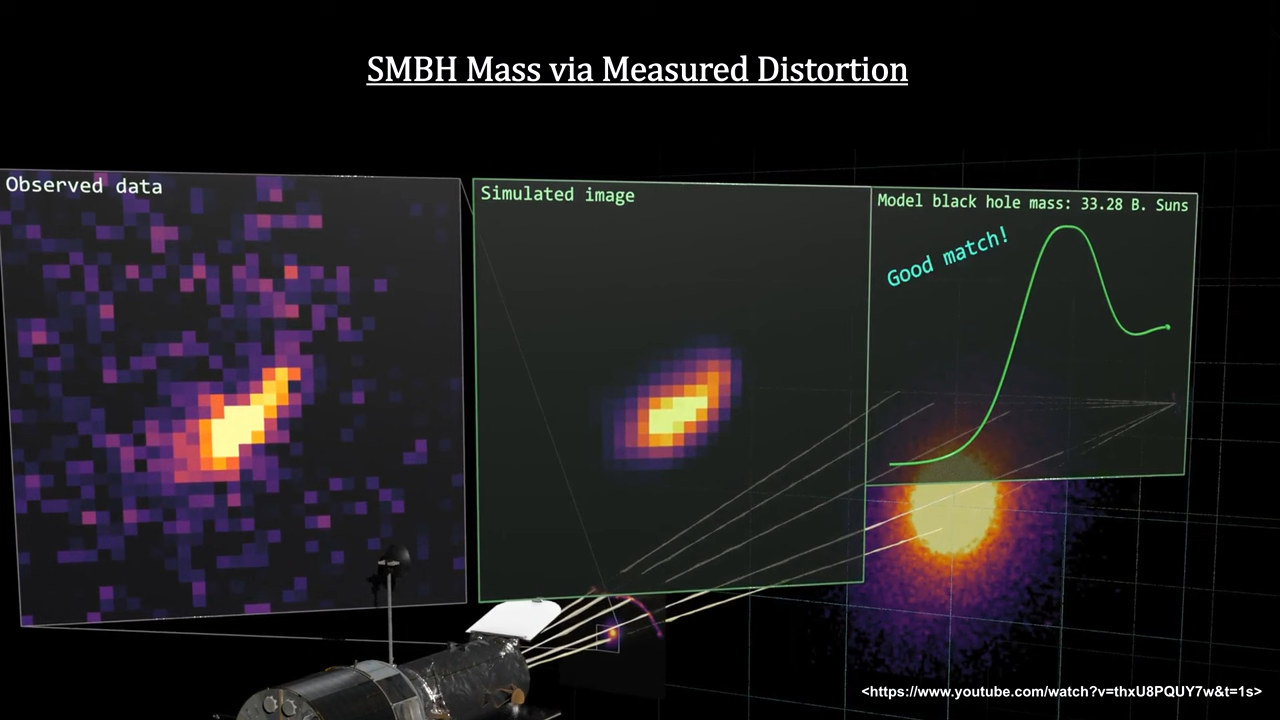 SMBH Mass via Measured Distortion
Observed data
Simulated image
Model black hole mass: 33.28 B. Suns
Good match!
<https://www.youtube.com/watch?v=thxU8PQUY7w&t=1s>